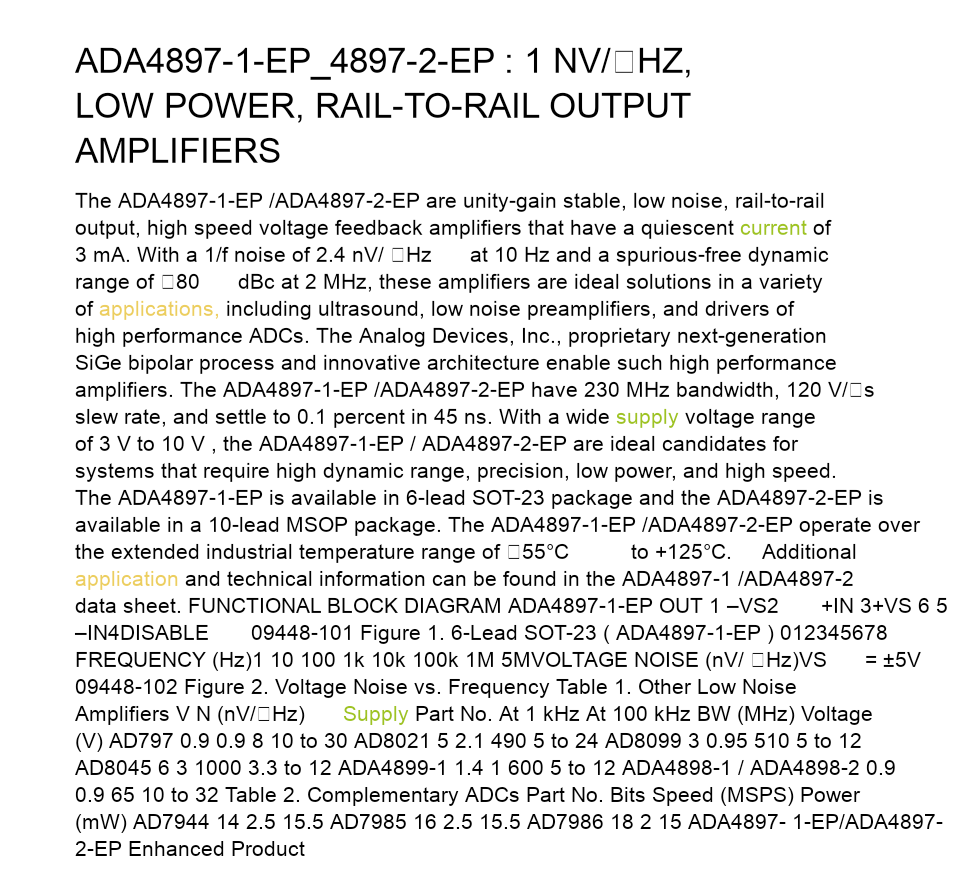 ADA4897-1-EP_4897-2-EP : 1 NV/□HZ,
LOW POWER, RAIL-TO-RAIL OUTPUT
AMPLIFIERS
The ADA4897-1-EP /ADA4897-2-EP are unity-gain stable, low noise, rail-to-rail
output, high speed voltage feedback amplifiers that have a quiescent current of
3 mA. With a 1/f noise of 2.4 nV/ □Hz at 10 Hz and a spurious-free dynamic
range of □80 dBc at 2 MHz, these amplifiers are ideal solutions in a variety
of applications, including ultrasound, low noise preamplifiers, and drivers of
high performance ADCs. The Analog Devices, Inc., proprietary next-generation
SiGe bipolar process and innovative architecture enable such high performance
amplifiers. The ADA4897-1-EP /ADA4897-2-EP have 230 MHz bandwidth, 120 V/□s
slew rate, and settle to 0.1 percent in 45 ns. With a wide supply voltage range
of 3 V to 10 V , the ADA4897-1-EP / ADA4897-2-EP are ideal candidates for
systems that require high dynamic range, precision, low power, and high speed.
The ADA4897-1-EP is available in 6-lead SOT-23 package and the ADA4897-2-EP is
available in a 10-lead MSOP package. The ADA4897-1-EP /ADA4897-2-EP operate over
the extended industrial temperature range of □55°C to +125°C. Additional
application and technical information can be found in the ADA4897-1 /ADA4897-2
data sheet. FUNCTIONAL BLOCK DIAGRAM ADA4897-1-EP OUT 1 –VS2 +IN 3+VS 6 5
–IN4DISABLE 09448-101 Figure 1. 6-Lead SOT-23 ( ADA4897-1-EP ) 012345678
FREQUENCY (Hz)1 10 100 1k 10k 100k 1M 5MVOLTAGE NOISE (nV/ □Hz)VS = ±5V
09448-102 Figure 2. Voltage Noise vs. Frequency Table 1. Other Low Noise
Amplifiers V N (nV/□Hz) Supply Part No. At 1 kHz At 100 kHz BW (MHz) Voltage
(V) AD797 0.9 0.9 8 10 to 30 AD8021 5 2.1 490 5 to 24 AD8099 3 0.95 510 5 to 12
AD8045 6 3 1000 3.3 to 12 ADA4899-1 1.4 1 600 5 to 12 ADA4898-1 / ADA4898-2 0.9
0.9 65 10 to 32 Table 2. Complementary ADCs Part No. Bits Speed (MSPS) Power
(mW) AD7944 14 2.5 15.5 AD7985 16 2.5 15.5 AD7986 18 2 15 ADA4897- 1-EP/ADA4897-
2-EP Enhanced Product